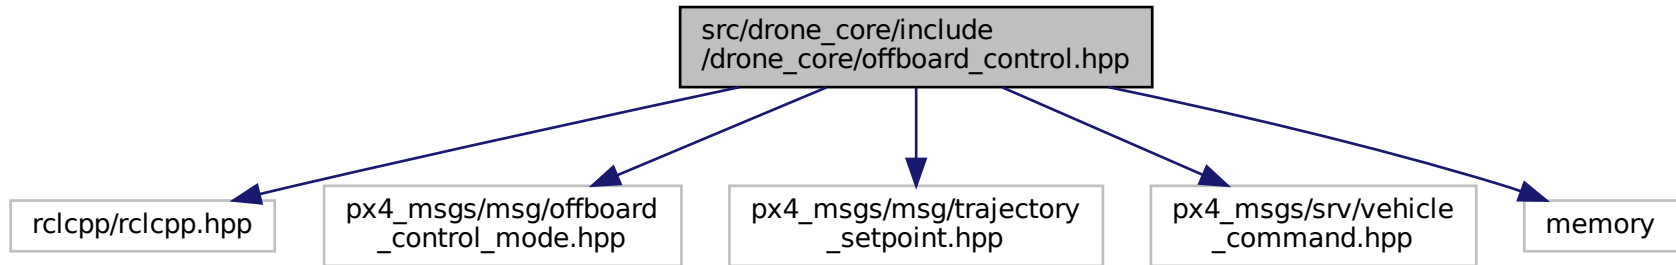 src/drone_core/include
/drone_core/offboard_control.hpp
rclcpp/rclcpp.hpp
px4_msgs/msg/offboard
_control_mode.hpp
px4_msgs/msg/trajectory
_setpoint.hpp
px4_msgs/srv/vehicle
_command.hpp
memory